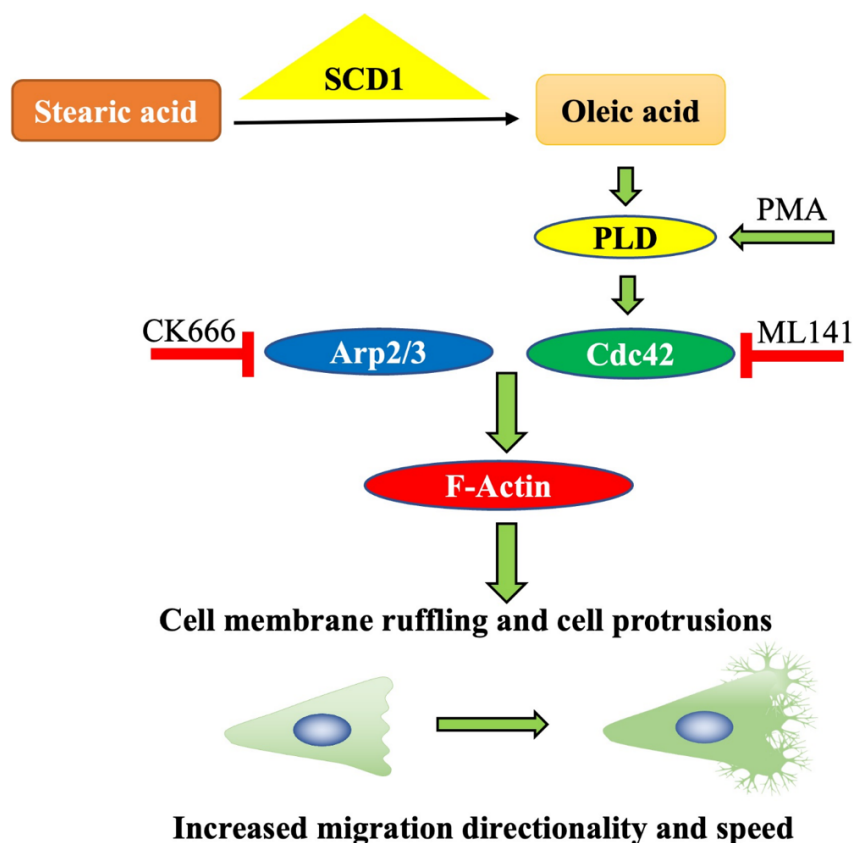 SCD1
Stearic acid
Oleic acid
PMA
PLD
CK666
ML141
Arp2/3
Cdc42
F-Actin
Cell membrane ruffling and cell protrusions
Increased migration directionality and speed